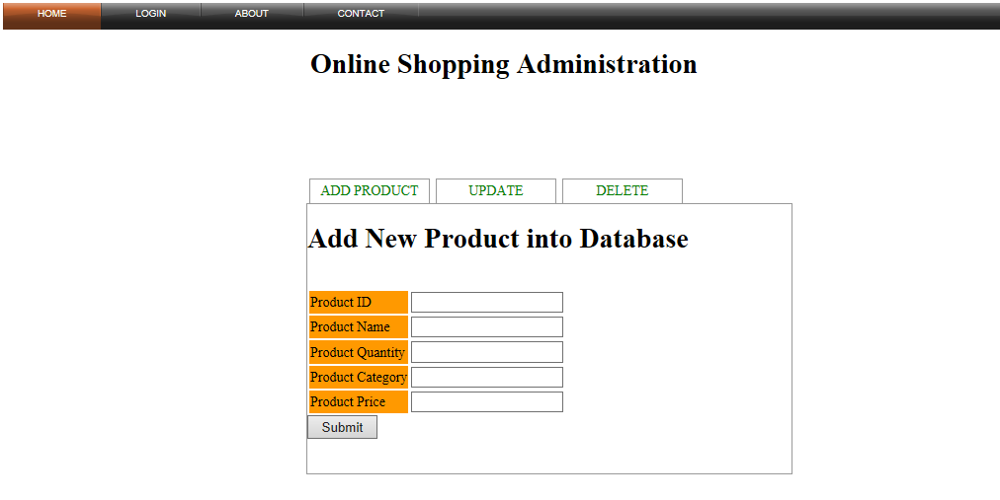 HOME LOGIN ABOUT CONTACT
Online Shopping Administration
ADD PRODUCT UPDATE DELETE
Add New Product into Database
Product ID
Product Name
Product Quantity
Product Category
Product Price
Submit